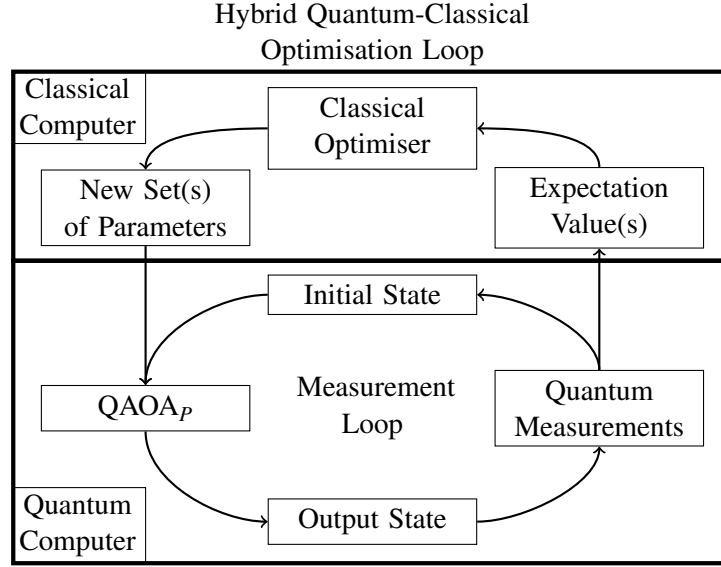 Hybrid Quantum-Classical
Optimisation Loop
Classical
Computer
Classical
Optimiser
New Set(s)
of Parameters
Expectation
Value(s)
Initial State
QAOA_P
Measurement
Loop
Quantum
Measurements
Output State
Quantum
Computer